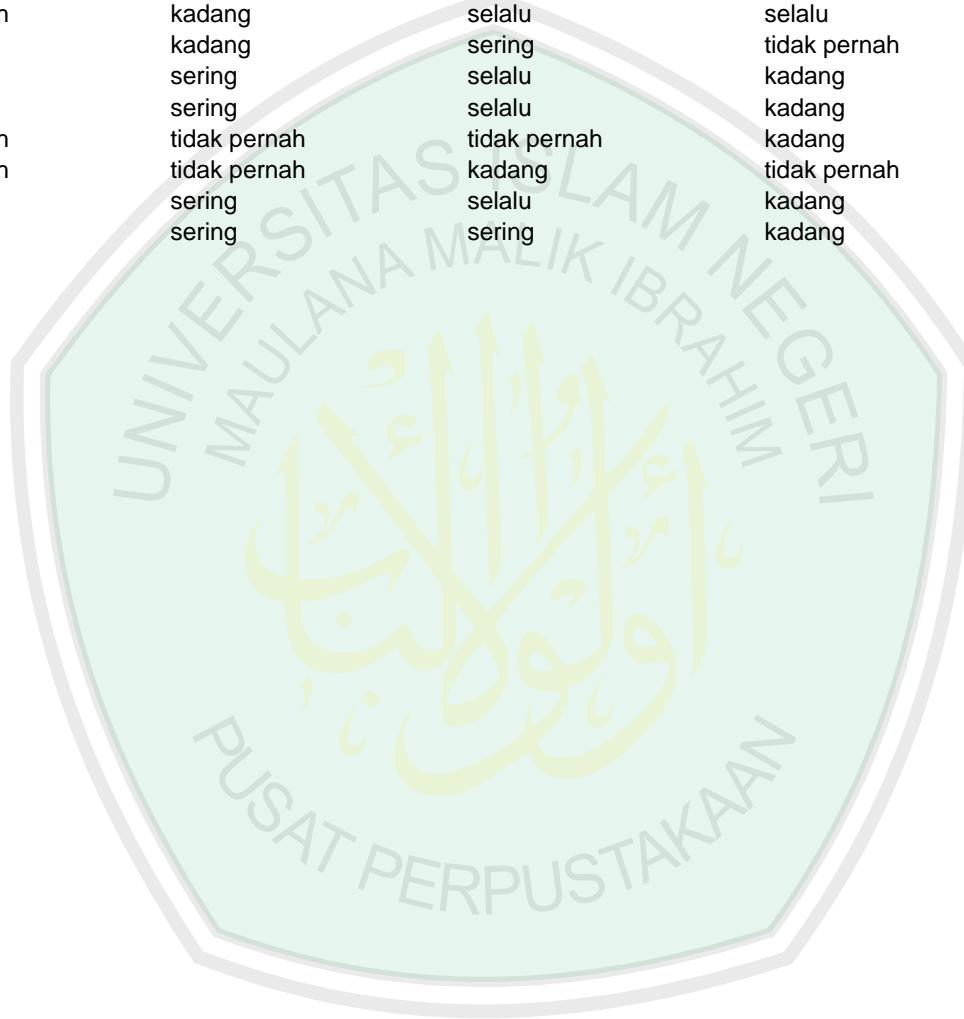 n kadang selalu selalu
kadang sering tidak pernah
sering selalu kadang
sering selalu kadang
n tidak pernah tidak pernah kadang
n tidak pernah kadang tidak pernah
sering selalu kadang
sering sering kadang
UNIVERSITAS ISLAM NEGERI
MAULANA MALIK IBRAHIM
PUSAT PERPUSTAKAAN